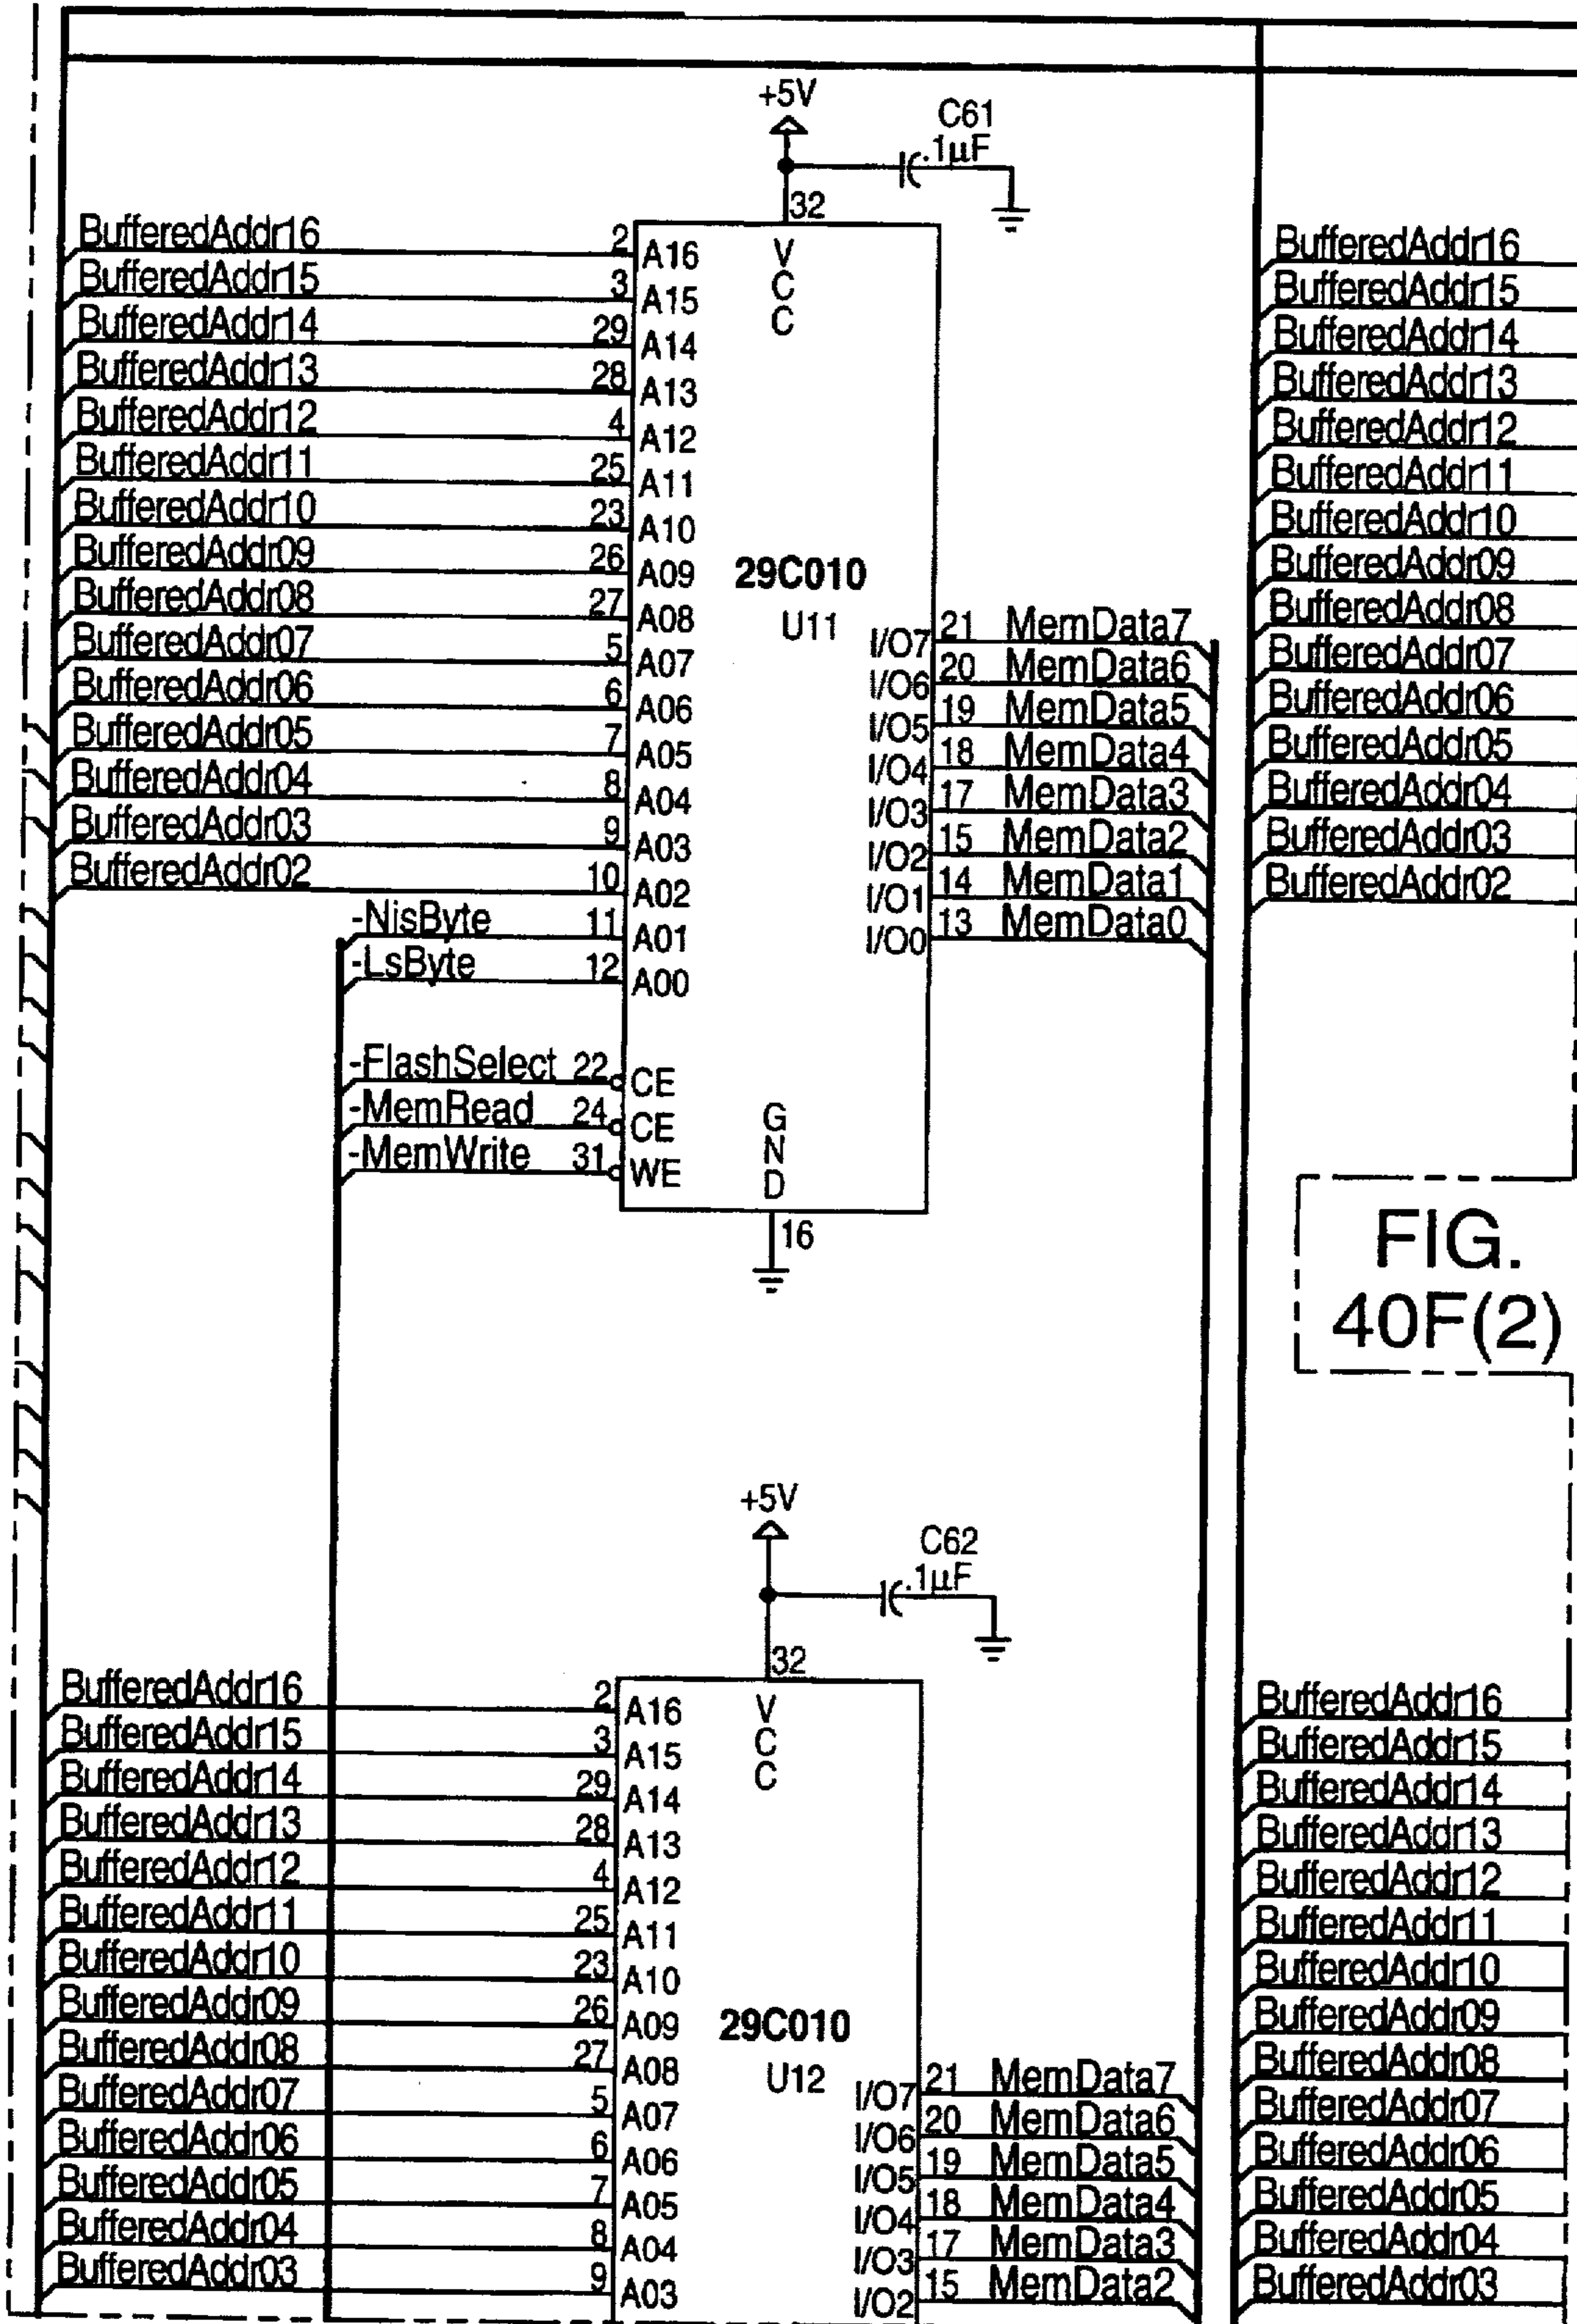 +5V
C61
.1µF
32
BufferedAddr16 2 A16
BufferedAddr15 3 A15
BufferedAddr14 29 A14
BufferedAddr13 28 A13
BufferedAddr12 4 A12
BufferedAddr11 25 A11
BufferedAddr10 23 A10
BufferedAddr09 26 A09
BufferedAddr08 27 A08
BufferedAddr07 5 A07
BufferedAddr06 6 A06
BufferedAddr05 7 A05
BufferedAddr04 8 A04
BufferedAddr03 9 A03
BufferedAddr02 10 A02
-NisByte 11 A01
-LsByte 12 A00
-FlashSelect 22 CE
-MemRead 24 CE
-MemWrite 31 WE
V
C
C
29C010
U11
I/O7 21 MemData7
I/O6 20 MemData6
I/O5 19 MemData5
I/O4 18 MemData4
I/O3 17 MemData3
I/O2 15 MemData2
I/O1 14 MemData1
I/O0 13 MemData0
G
N
D
16
BufferedAddr16
BufferedAddr15
BufferedAddr14
BufferedAddr13
BufferedAddr12
BufferedAddr11
BufferedAddr10
BufferedAddr09
BufferedAddr08
BufferedAddr07
BufferedAddr06
BufferedAddr05
BufferedAddr04
BufferedAddr03
BufferedAddr02
FIG.
40F(2)
+5V
C62
.1µF
32
BufferedAddr16 2 A16
BufferedAddr15 3 A15
BufferedAddr14 29 A14
BufferedAddr13 28 A13
BufferedAddr12 4 A12
BufferedAddr11 25 A11
BufferedAddr10 23 A10
BufferedAddr09 26 A09
BufferedAddr08 27 A08
BufferedAddr07 5 A07
BufferedAddr06 6 A06
BufferedAddr05 7 A05
BufferedAddr04 8 A04
BufferedAddr03 9 A03
V
C
C
29C010
U12
I/O7 21 MemData7
I/O6 20 MemData6
I/O5 19 MemData5
I/O4 18 MemData4
I/O3 17 MemData3
I/O2 15 MemData2
BufferedAddr16
BufferedAddr15
BufferedAddr14
BufferedAddr13
BufferedAddr12
BufferedAddr11
BufferedAddr10
BufferedAddr09
BufferedAddr08
BufferedAddr07
BufferedAddr06
BufferedAddr05
BufferedAddr04
BufferedAddr03